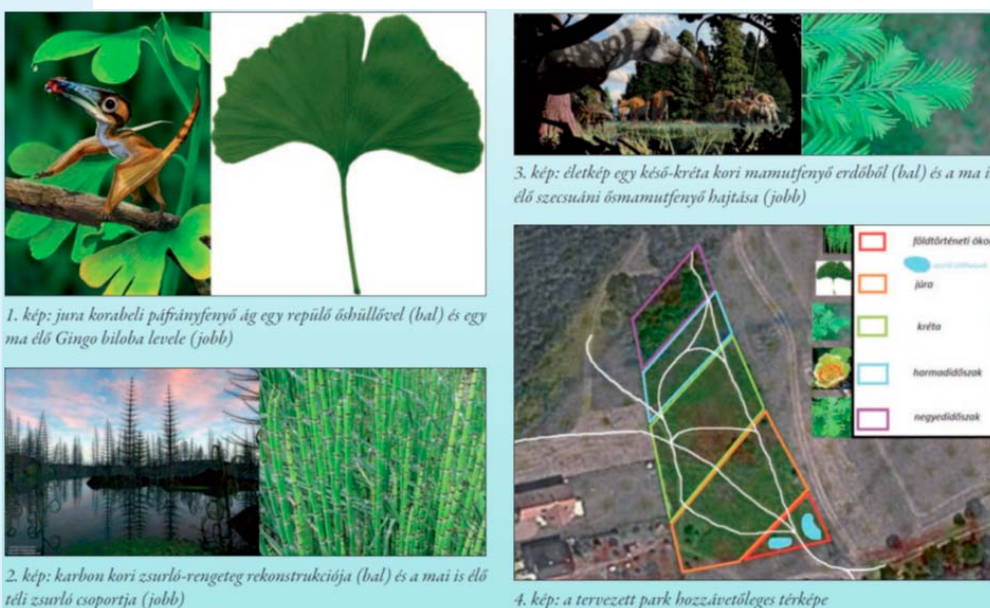 1. kép: jura korabeli páfrányfenyő ág egy repülő őshüllővel (bal) és egy
ma élő Gingo biloba levele (jobb)
2. kép: karbon kori zsurló-rengeteg rekonstrukciója (bal) és a mai is élő
téli zsurló csoportja (jobb)
3. kép: életkép egy késő-kréta kori mamutfenyő erdőből (bal) és a ma i
élő szecsuáni ősmamutfenyő hajtása (jobb)
földtörténeti óko
júra
kréta
harmadidőszak
negyedidőszak
4. kép: a tervezett park hozzávetőleges térképe